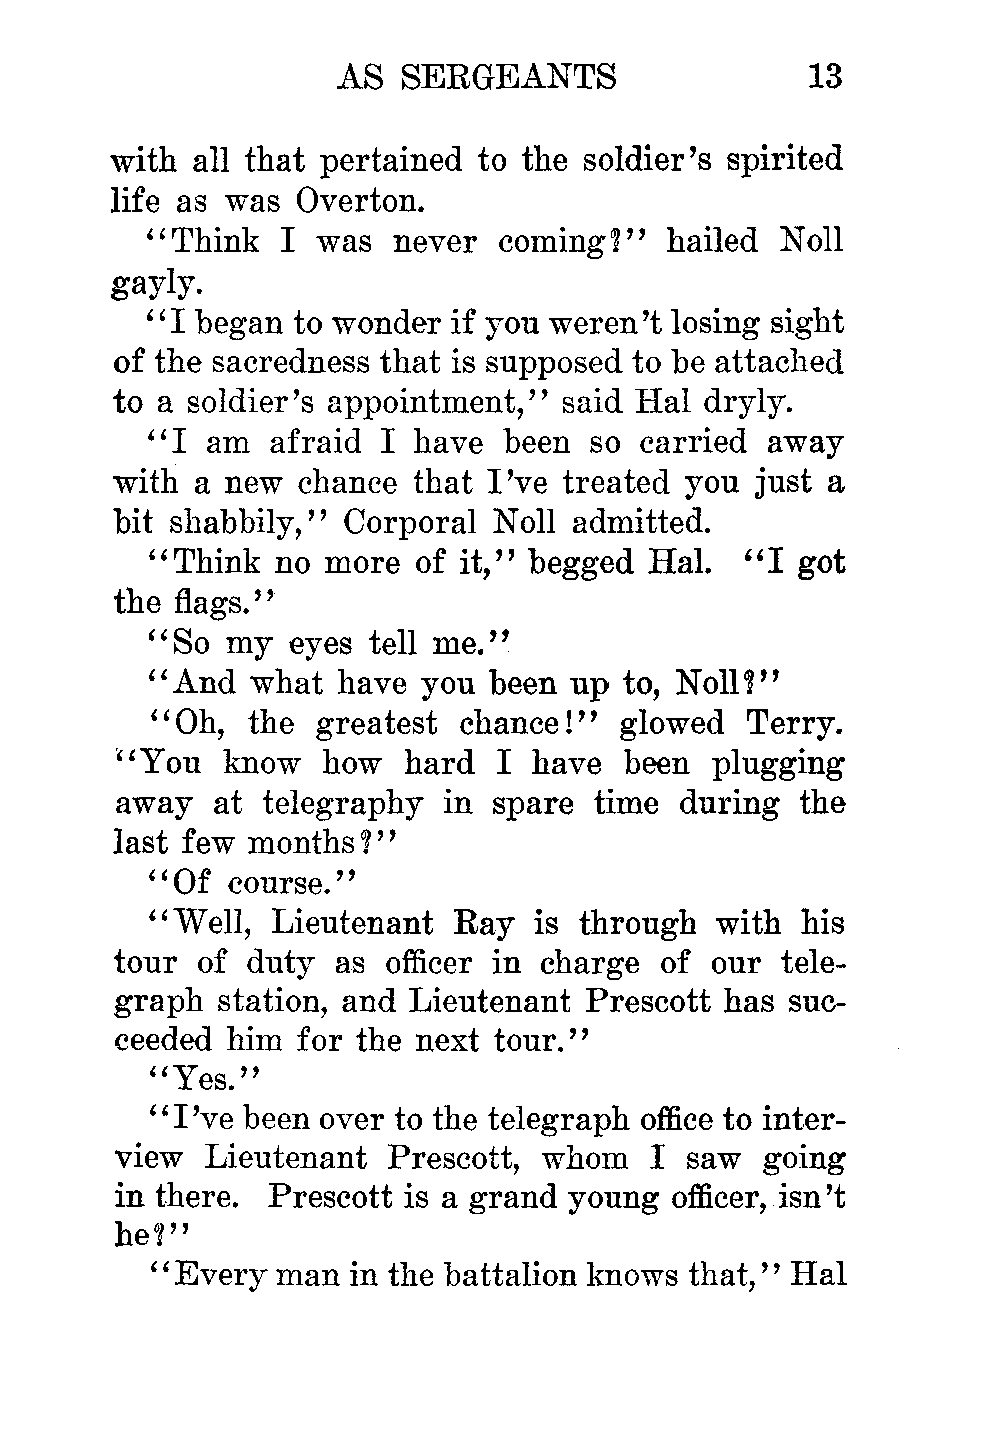 AS SERGEANTS 13
with all that pertained to the soldier's spirited
life as was Overton.
"Think I was never coming?" hailed Noll
gayly.
"I began to wonder if you weren't losing sight
of the sacredness that is supposed to be attached
to a soldier's appointment," said Hal dryly.
"I am afraid I have been so carried away
with a new chance that I've treated you just a
bit shabbily," Corporal Noll admitted.
"Think no more of it," begged Hal. "I got
the flags."
"So my eyes tell me."
"And what have you been up to, Noll?"
"Oh, the greatest chance!" glowed Terry.
"You know how hard I have been plugging
away at telegraphy in spare time during the
last few months?"
"Of course."
"Well, Lieutenant Ray is through with his
tour of duty as officer in charge of our tele-
graph station, and Lieutenant Prescott has suc-
ceeded him for the next tour."
"Yes."
"I've been over to the telegraph office to inter-
view Lieutenant Prescott, whom I saw going
in there. Prescott is a grand young officer, isn't
he?"
"Every man in the battalion knows that," Hal